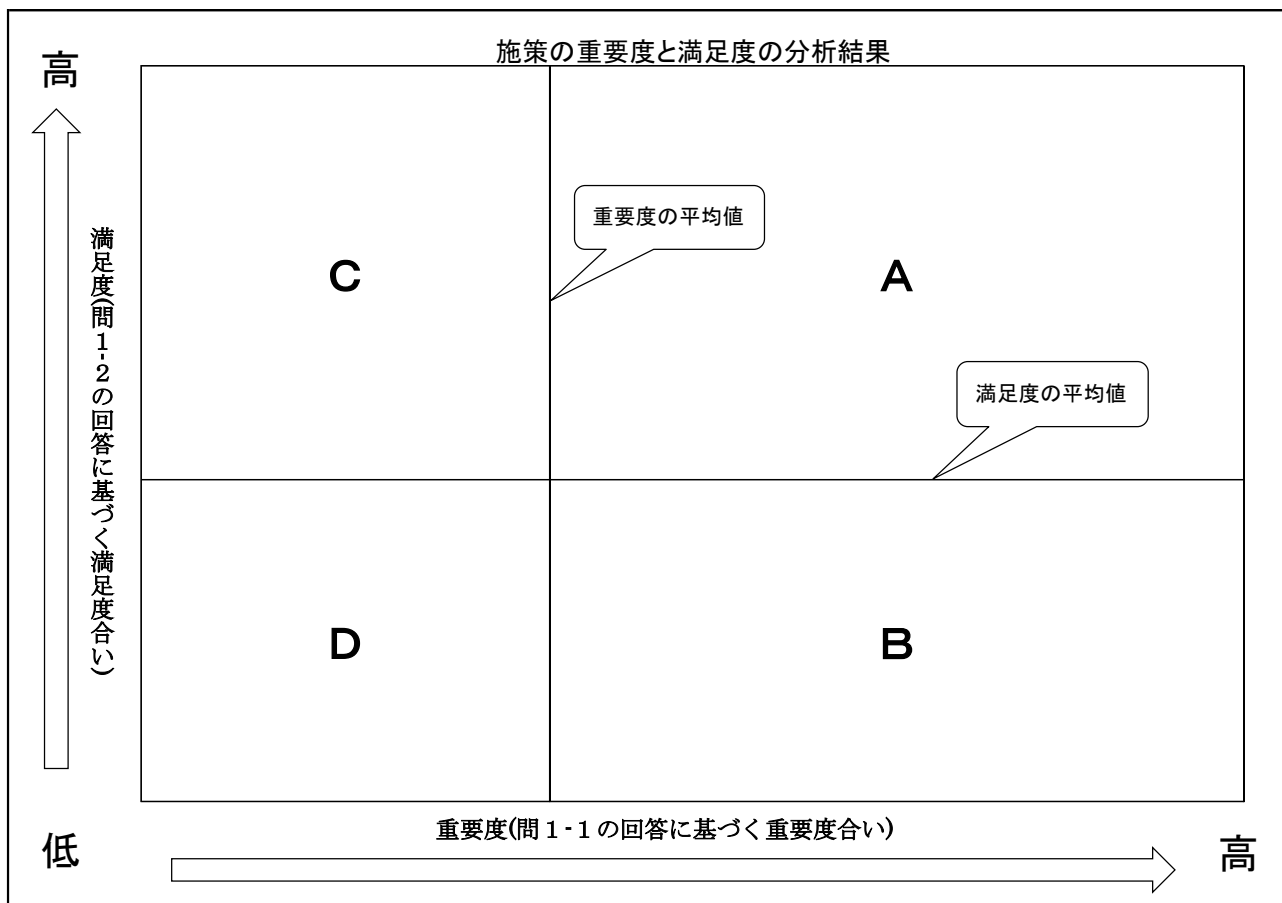 施策の重要度と満足度の分析結果
高
重要度の平均値
満足度(問1-2の回答に基づく満足度合い)
C
A
満足度の平均値
D
B
重要度(問1-1の回答に基づく重要度合い)
低
高